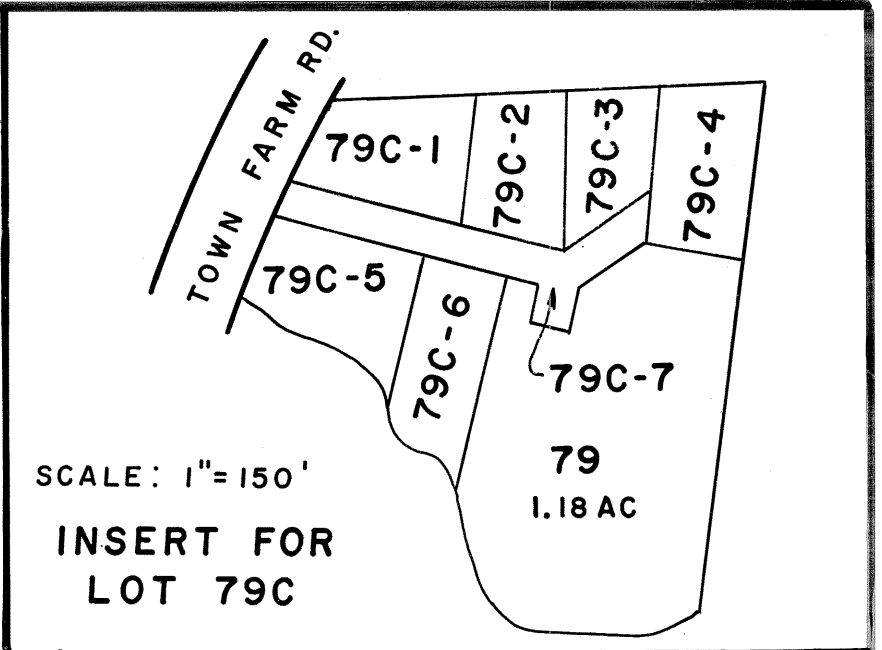 TOWN FARM RD.
79C-1
79C-2
79C-3
79C-4
79C-5
79C-6
79C-7
79
1.18 AC
SCALE: 1"=150'
INSERT FOR
LOT 79C